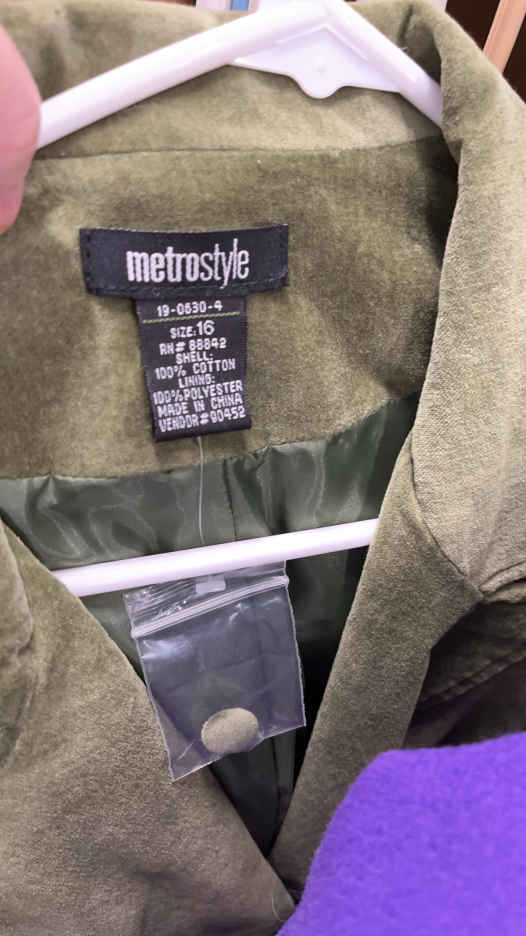 metrostyle
19-0630-4
SIZE:16
RN# 88842
SHELL:
100% COTTON
LINING:
100%POLYESTER
MADE IN CHINA
VENDOR#90452